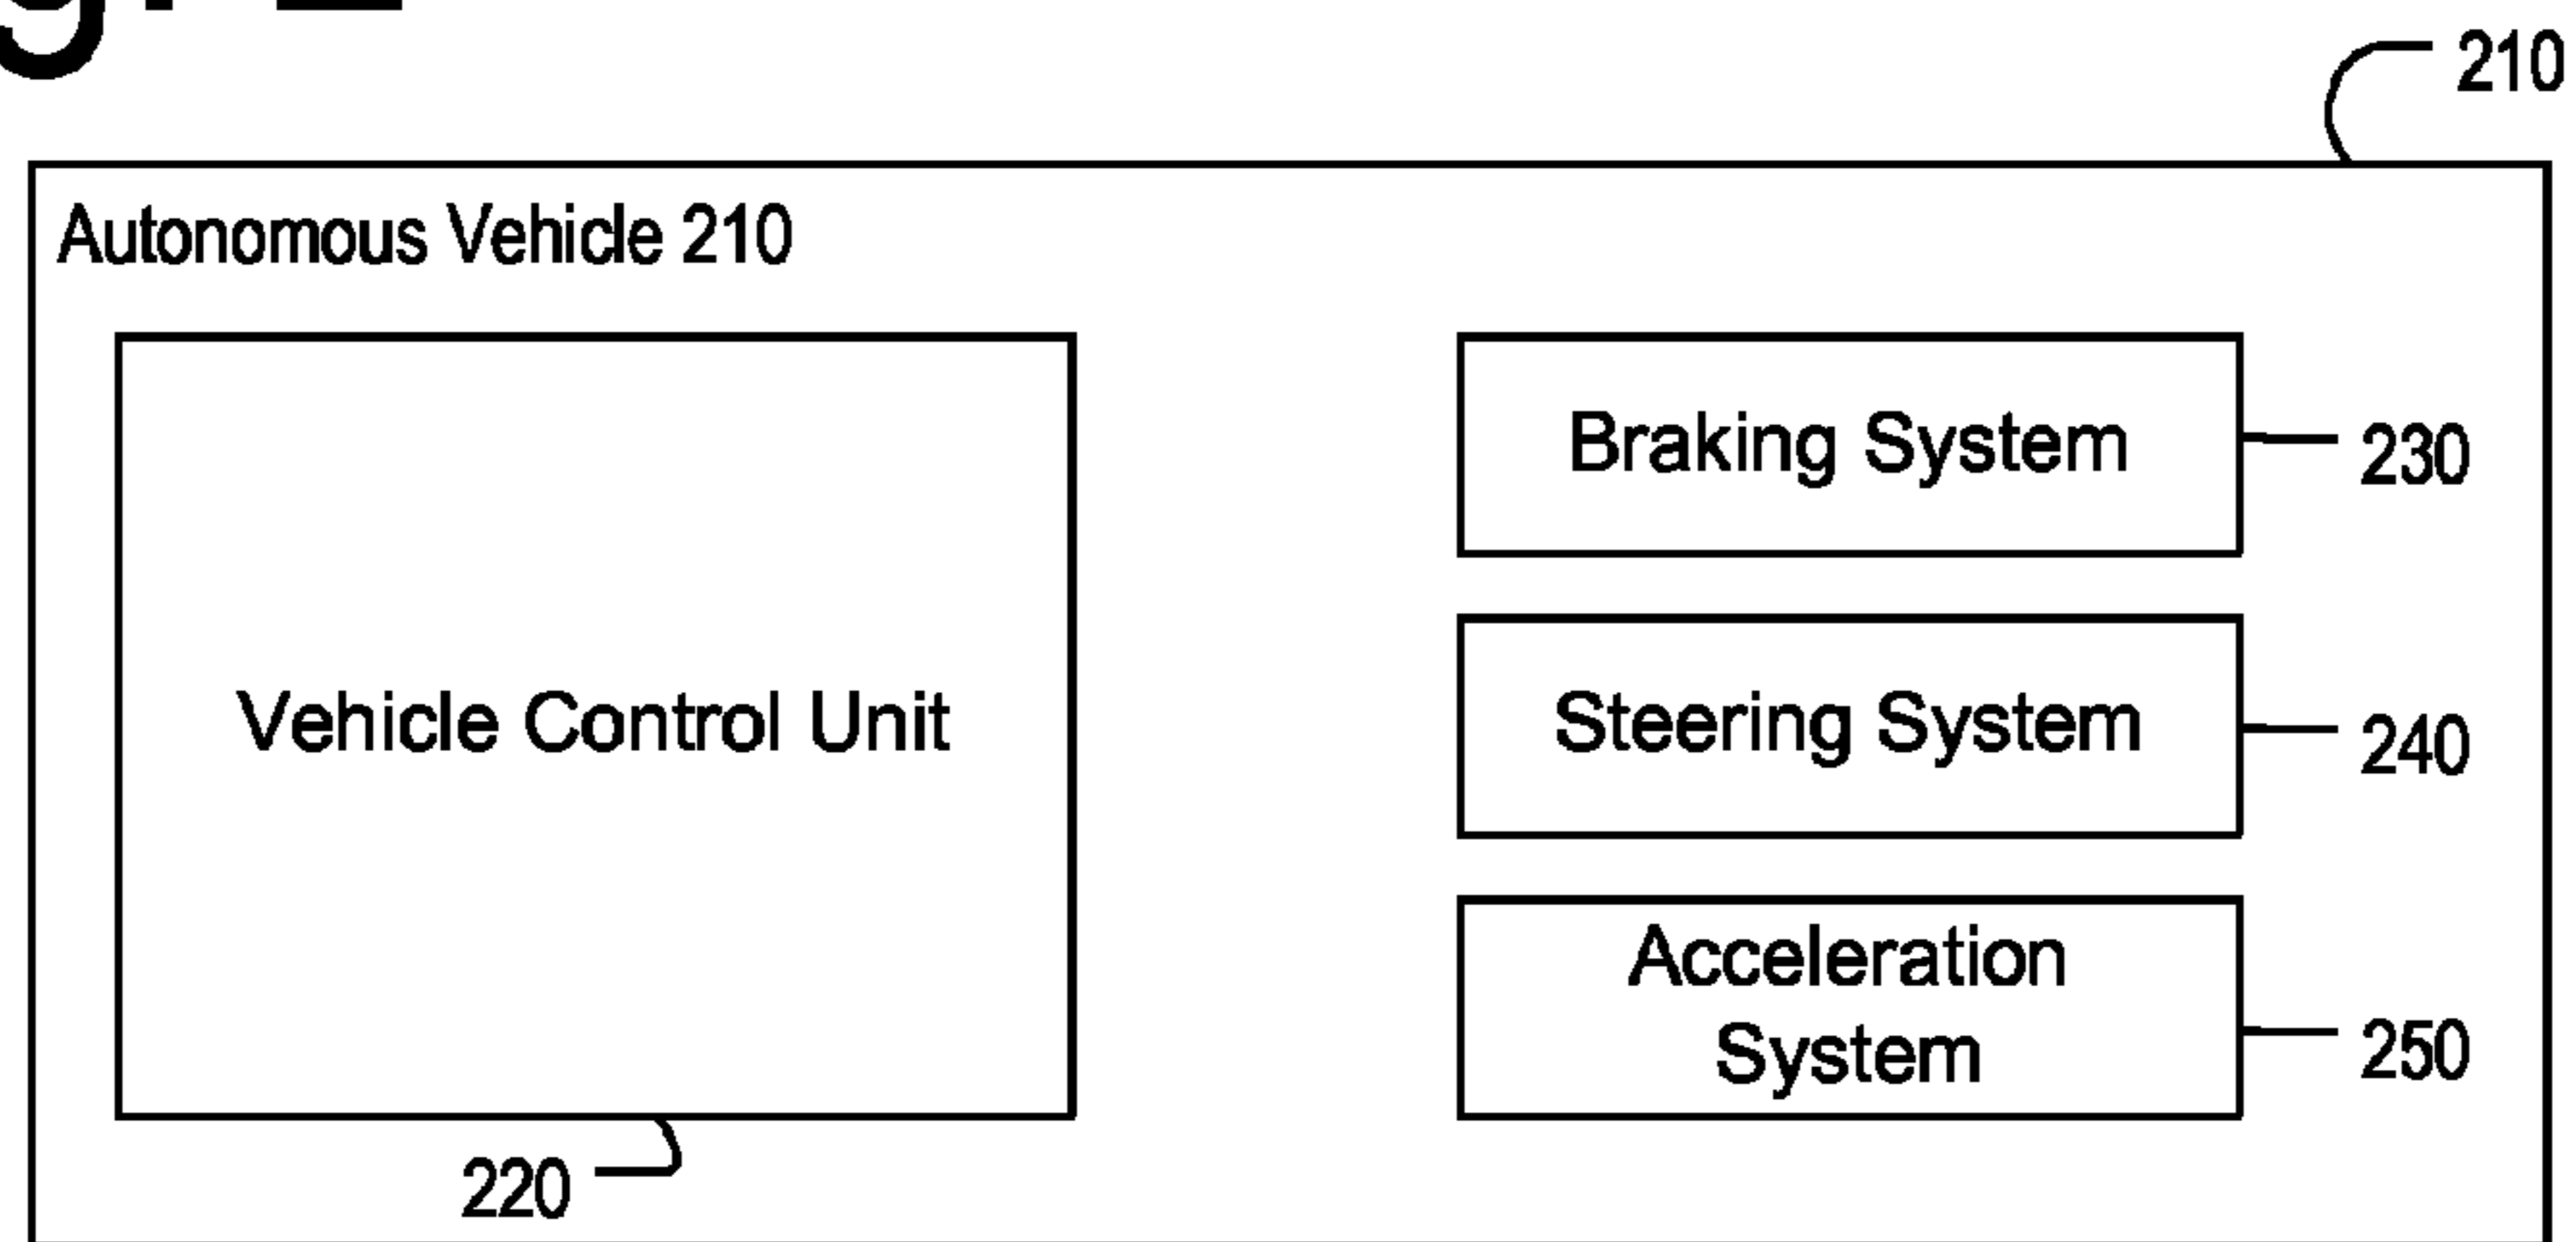 210
Autonomous Vehicle 210
Braking System
230
Vehicle Control Unit
Steering System
240
Acceleration
System
250
220